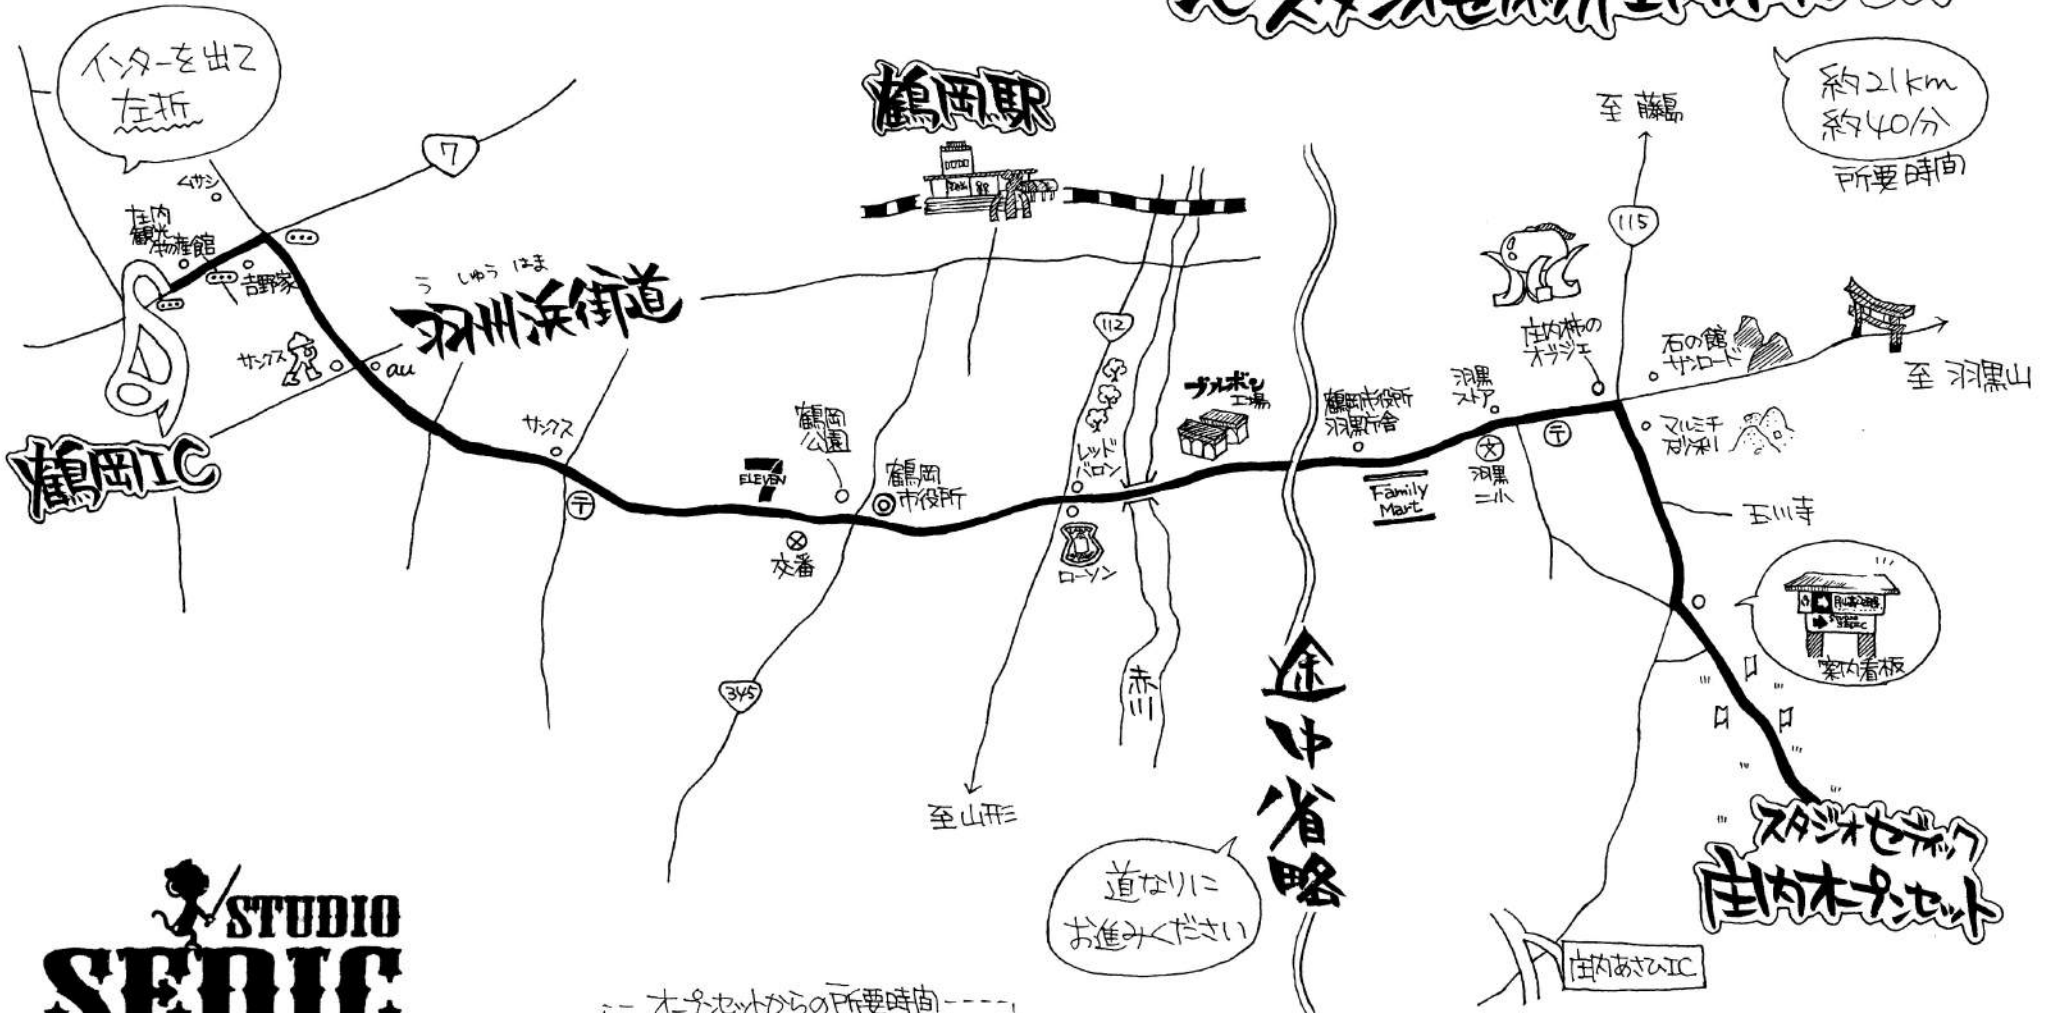 インターを出て
左折
7
ムサシ
庄内
観光
物産館
吉野家
鶴岡IC
サンクス
au
う しゅう はま
羽州浜街道
サンクス
〒
鶴岡駅
7
ELEVEN
交番
鶴岡
公園
鶴岡
市役所
345
112
レッド
バロン
ローソン
至山形
赤川
ブルボン
工場
途中省略
道なりに
お進みください
鶴岡市役所
羽黒庁舎
Family
Mart
羽黒
ストア
文
羽黒
二小
〒
庄内柿の
オブジェ
至 藤島
115
約21km
約40分
所要時間
石の館
サンロード
至 羽黒山
マルミチ
砂利
玉川寺
案内看板
スタジオセディック
庄内オープンセット
庄内あさひIC
STUDIO
SEDIC
オープンセットからの所要時間